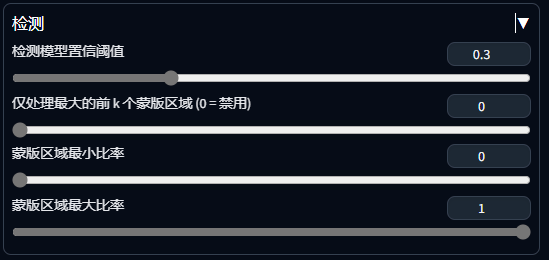 检测
检测模型置信阈值
0.3
仅处理最大的前 k 个蒙版区域 (0 = 禁用)
0
蒙版区域最小比率
0
蒙版区域最大比率
1